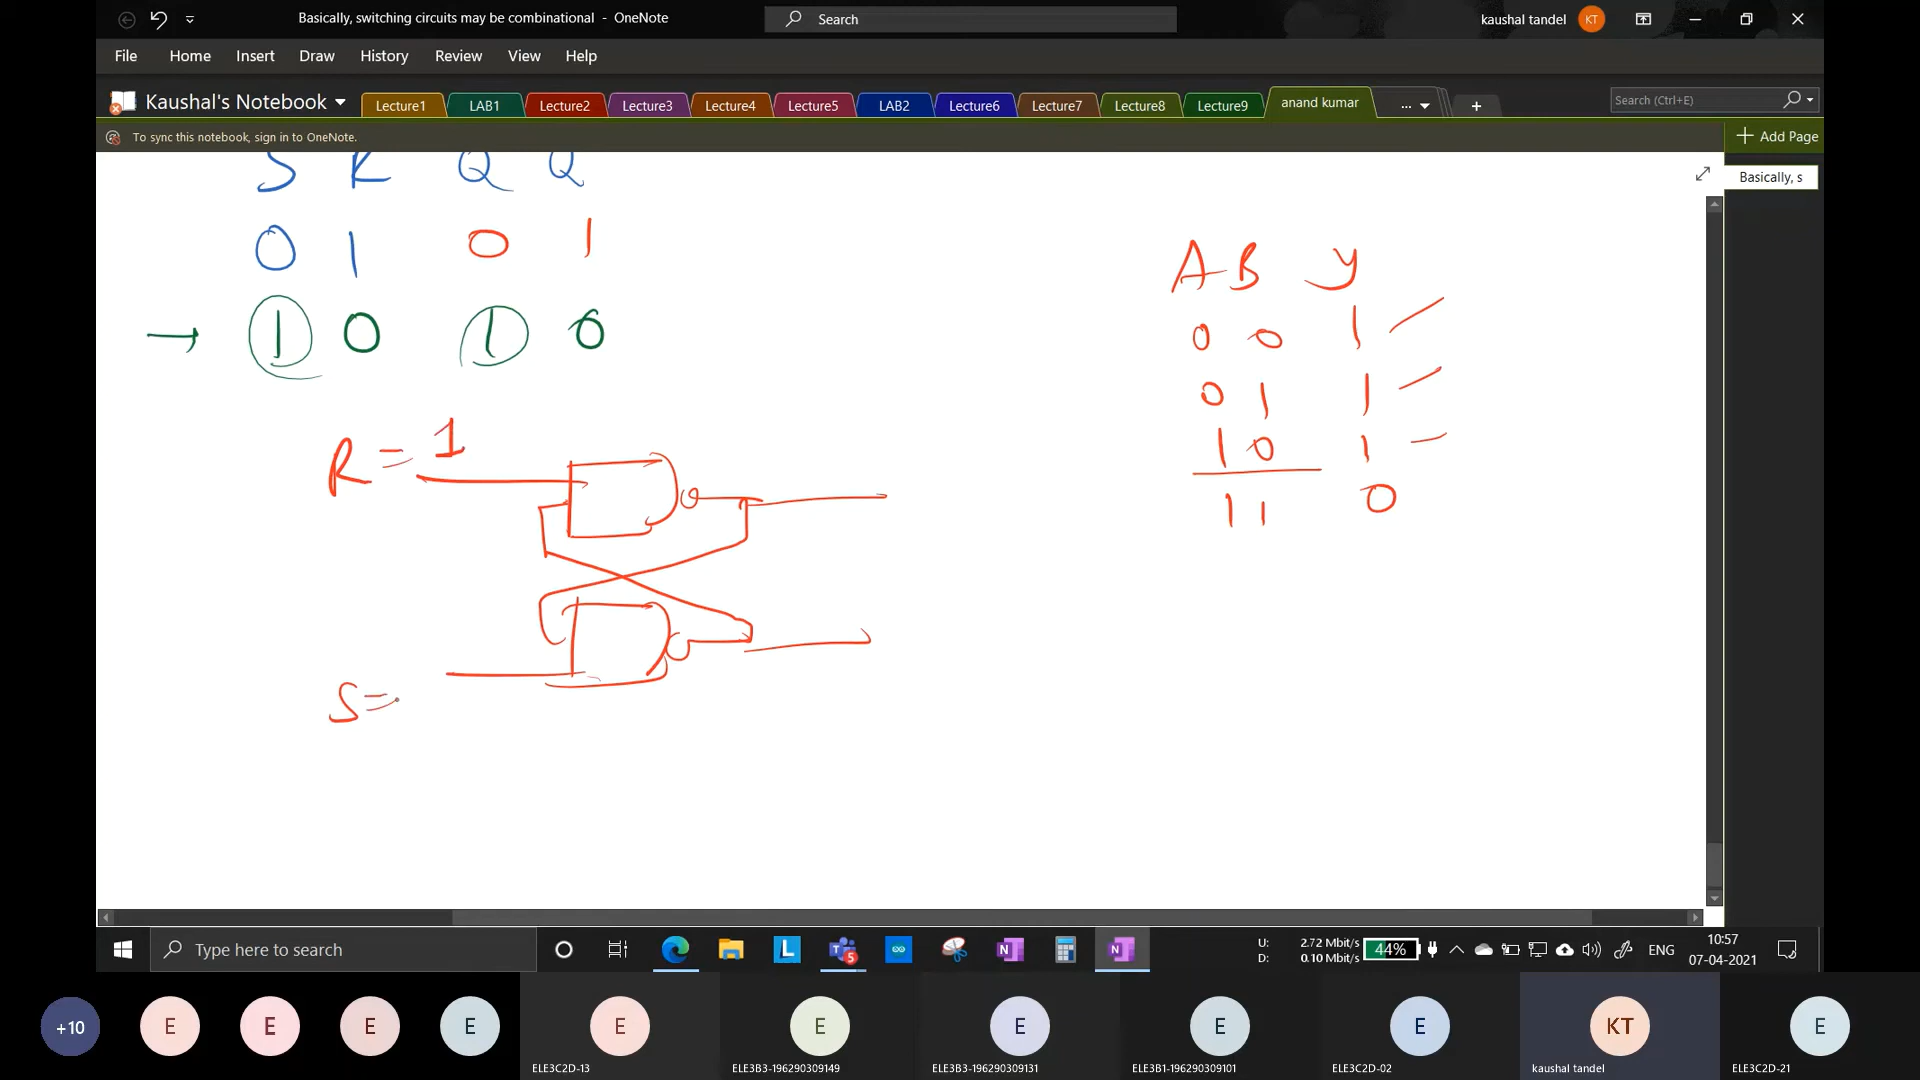 Basically, switching circuits may be combinational - OneNote
Search
kaushal tandel
KT
File Home Insert Draw History Review View Help
Kaushal's Notebook
Lecture1 LAB1 Lecture2 Lecture3 Lecture4 Lecture5 LAB2 Lecture6 Lecture7 Lecture8 Lecture9 anand kumar ... +
Search (Ctrl+E)
To sync this notebook, sign in to OneNote.
Add Page
Basically, s
S R Q Q
0 1 0 1
→ 1 0 1 0
R = 1
S =
A B Y
0 0 1
0 1 1
1 0 1
1 1 0
Type here to search
U: 2.72 Mbit/s
D: 0.10 Mbit/s
44%
ENG
10:57
07-04-2021
5
L
N
N
+10
E E E E E E E E E KT E
ELE3C2D-13
ELE3B3-196290309149
ELE3B3-196290309131
ELE3B1-196290309101
ELE3C2D-02
kaushal tandel
ELE3C2D-21